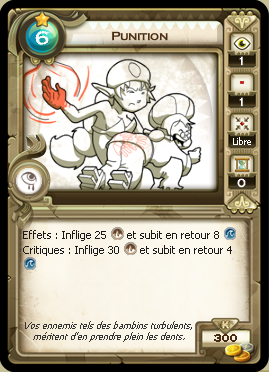 6
PUNITION
1
1
Libre
0
Effets : Inflige 25 et subit en retour 8
Critiques : Inflige 30 et subit en retour 4
Vos ennemis tels des bambins turbulents,
méritent d'en prendre plein les dents.
K
300